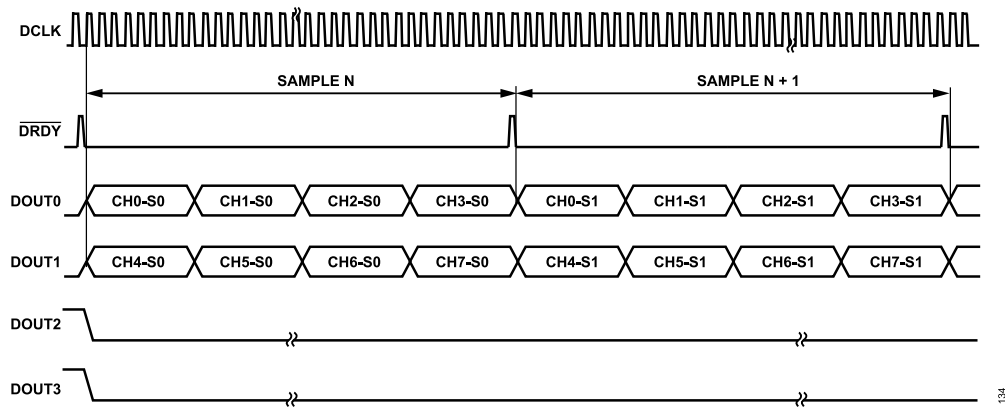 DCLK
SAMPLE N
SAMPLE N + 1
DRDY
DOUT0
CH0-S0
CH1-S0
CH2-S0
CH3-S0
CH0-S1
CH1-S1
CH2-S1
CH3-S1
DOUT1
CH4-S0
CH5-S0
CH6-S0
CH7-S0
CH4-S1
CH5-S1
CH6-S1
CH7-S1
DOUT2
DOUT3
134